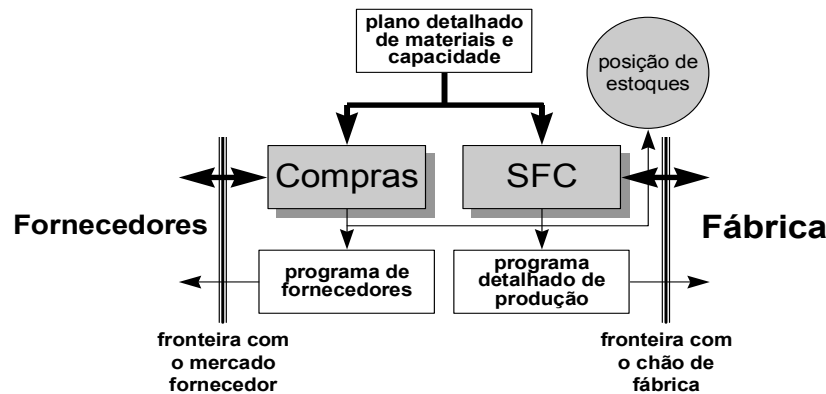 plano detalhado
de materiais e
capacidade
posição de
estoques
Compras
SFC
Fornecedores
Fábrica
programa de
fornecedores
programa
detalhado de
produção
fronteira com
o mercado
fornecedor
fronteira com
o chão de
fábrica